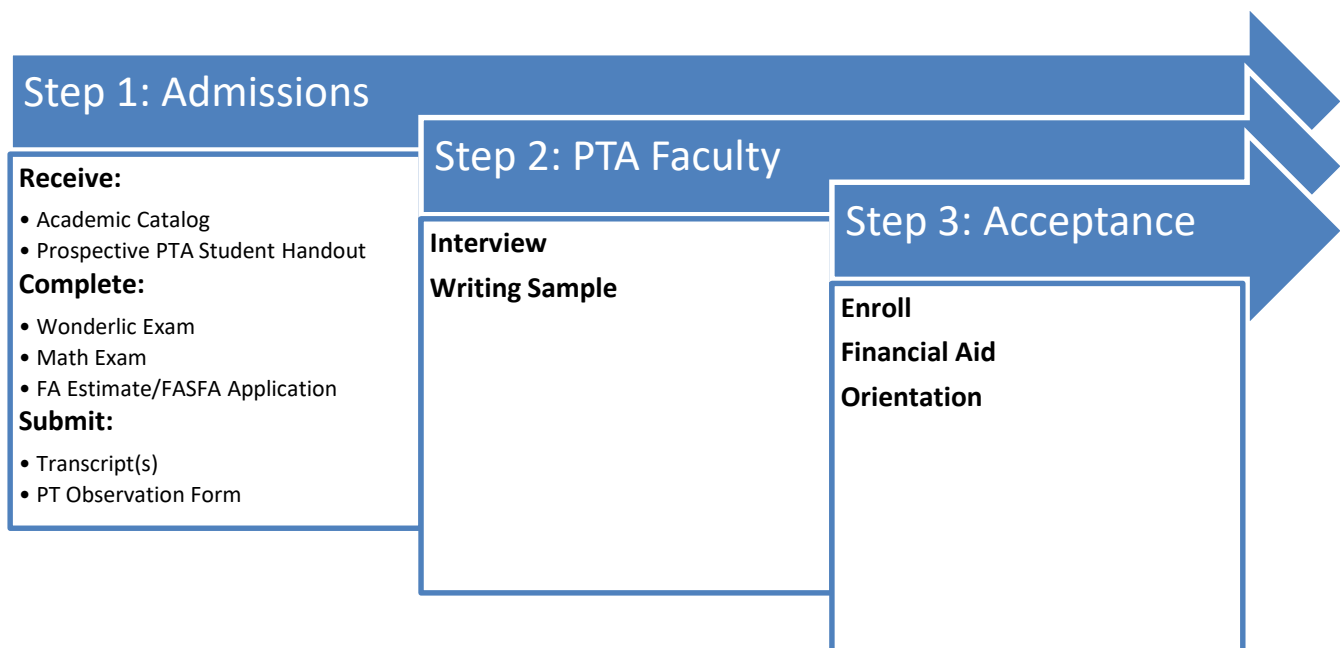 Step 1: Admissions
Receive:
• Academic Catalog
• Prospective PTA Student Handout
Complete:
• Wonderlic Exam
• Math Exam
• FA Estimate/FASFA Application
Submit:
• Transcript(s)
• PT Observation Form
Step 2: PTA Faculty
Interview
Writing Sample
Step 3: Acceptance
Enroll
Financial Aid
Orientation